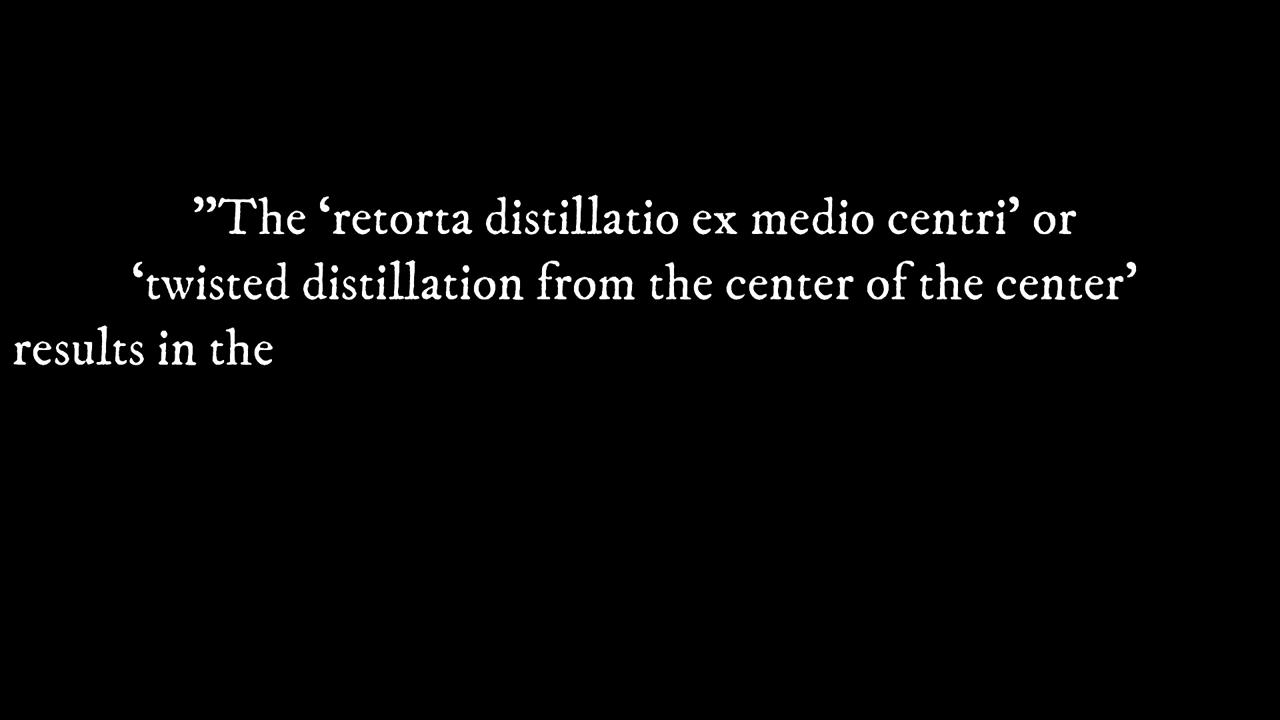 ”The ‘retorta distillatio ex medio centri’ or
‘twisted distillation from the center of the center’
results in the